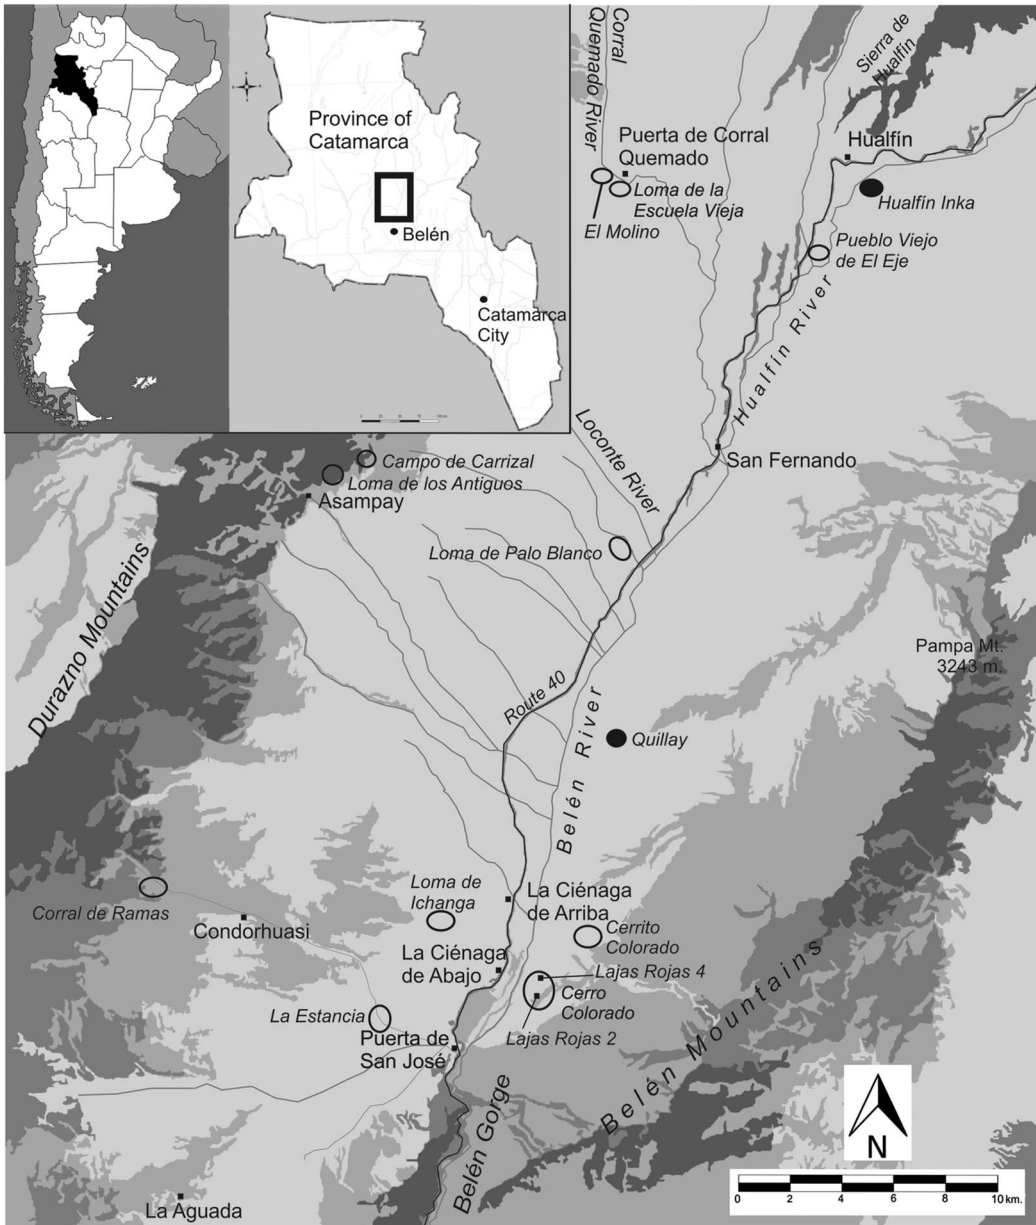 Province of
Catamarca
Belén
Catamarca
City
Corral
Quemado River
Sierra de
Hualfín
Puerta de Corral
Quemado
Hualfín
Loma de la
Escuela Vieja
El Molino
Hualfín Inka
Pueblo Viejo
de El Eje
Hualfín River
Loconte River
San Fernando
Campo de Carrizal
Loma de los Antiguos
Asampay
Loma de Palo Blanco
Durazno Mountains
Pampa Mt.
3243 m.
Route 40
Belén River
Quillay
Corral de Ramas
Condorhuasi
Loma de
Ichanga
La Ciénaga
de Arriba
Cerrito
Colorado
La Ciénaga
de Abajo
Lajas Rojas 4
Cerro
Colorado
La Estancia
Lajas Rojas 2
Puerta de
San José
Belén Mountains
Belén Gorge
La Aguada
N
0 2 4 6 8 10 km.